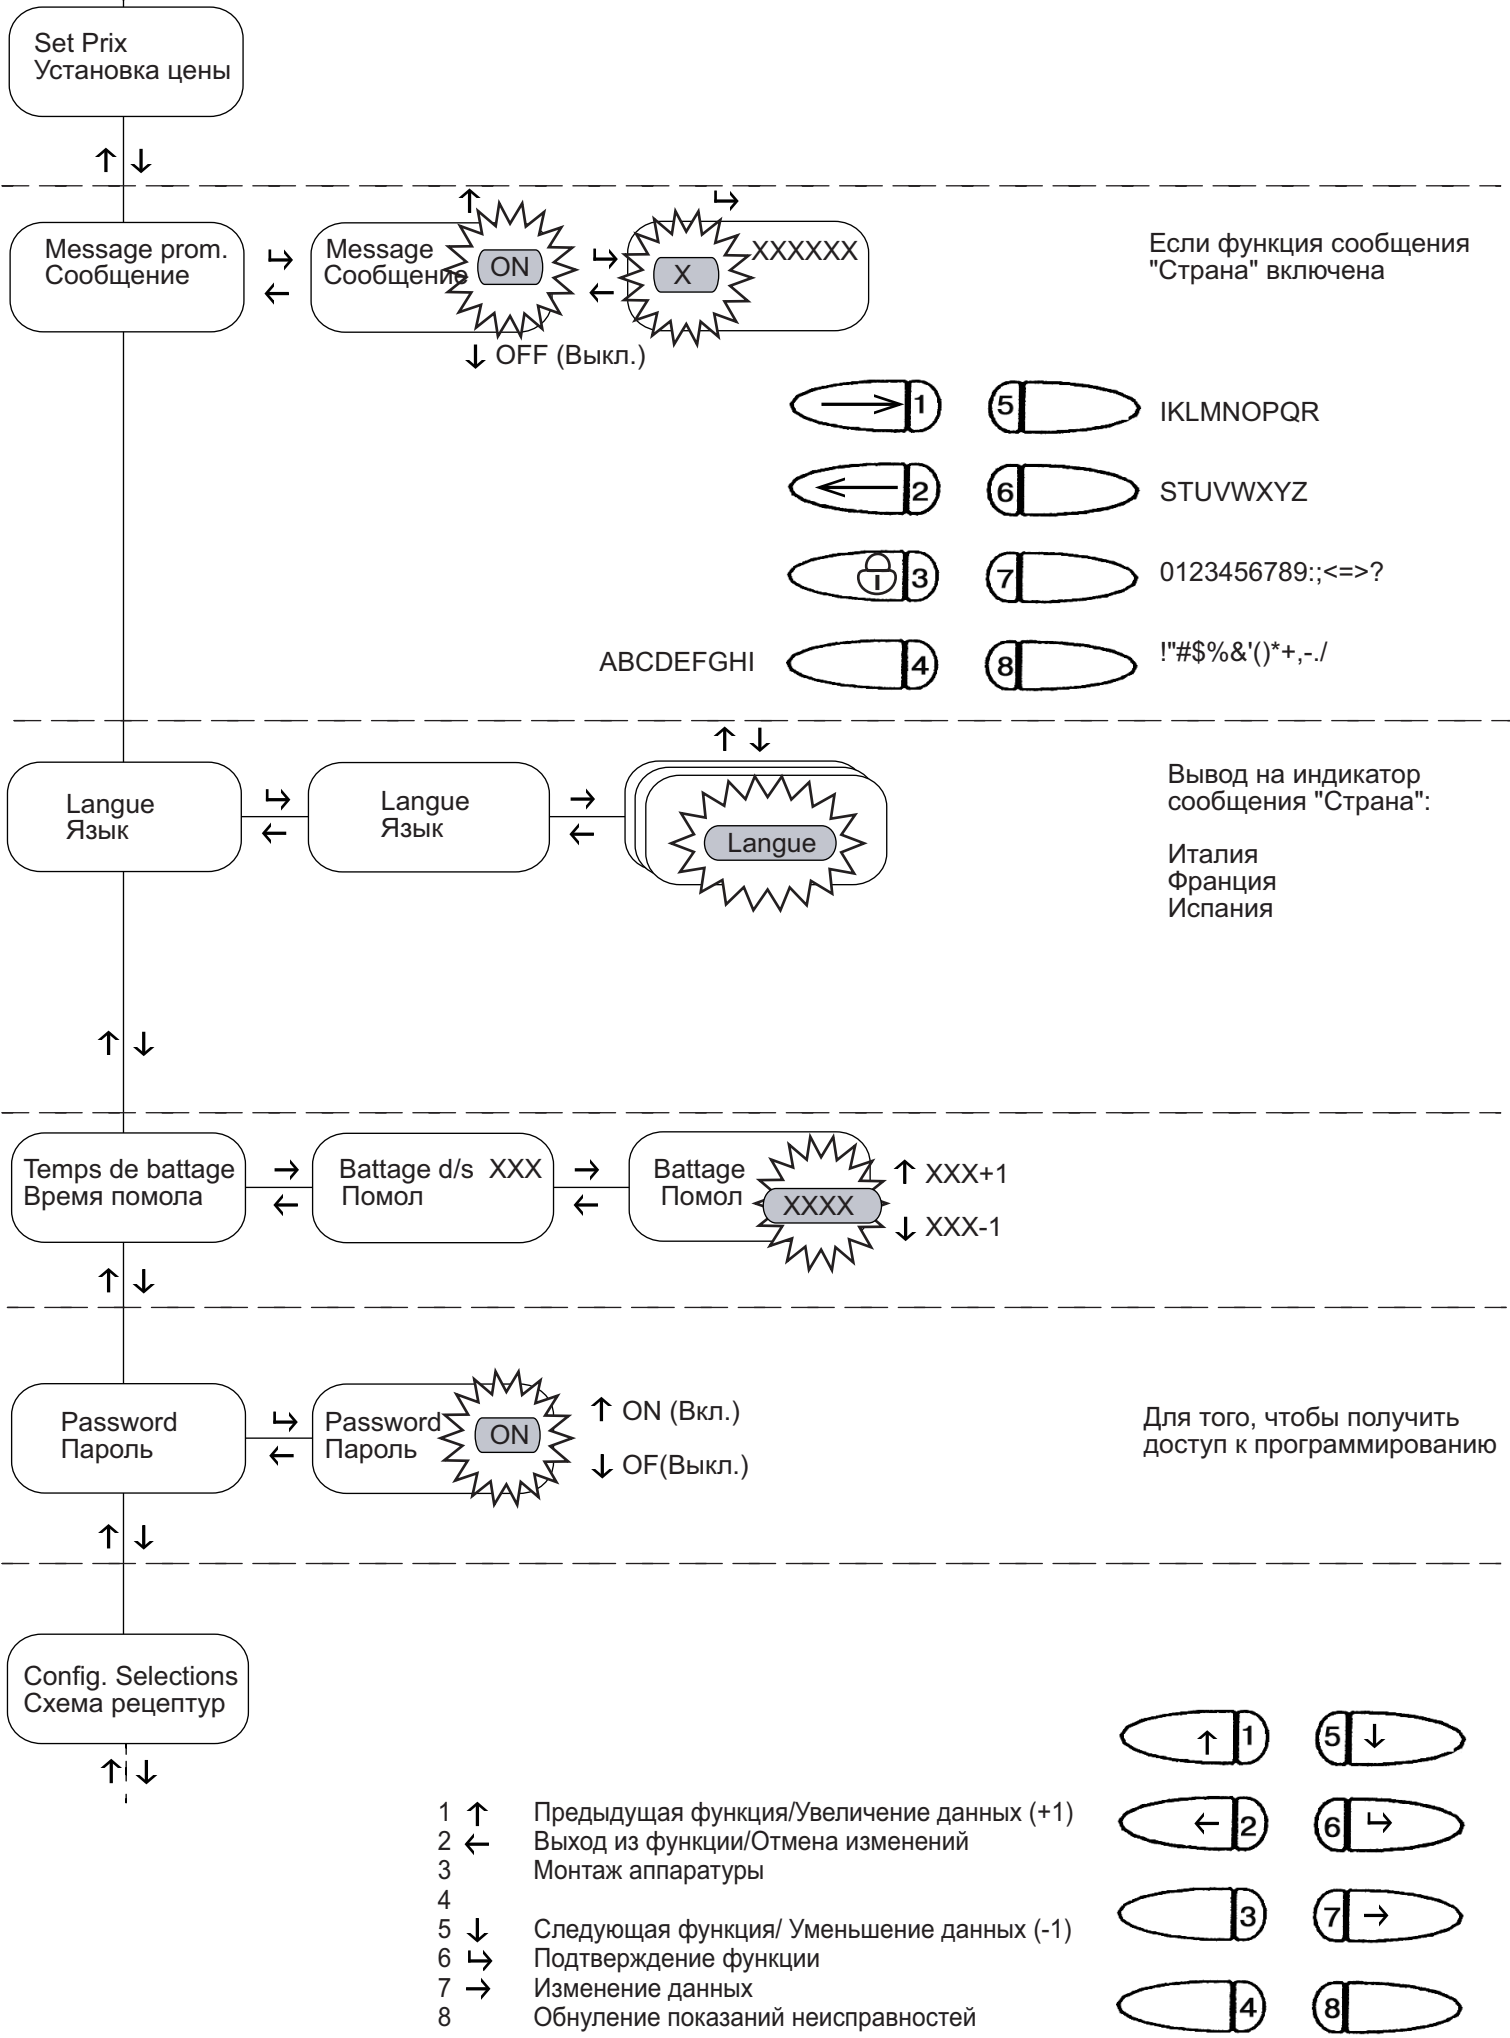 Set Prix
Установка цены
↑ ↓
Message prom.
Сообщение
Message
Сообщение
ON
↓ OFF (Выкл.)
X
XXXXXX
Если функция сообщения
"Страна" включена
1
5
IKLMNOPQR
2
6
STUVWXYZ
3
7
0123456789:;<=>?
ABCDEFGHI
4
8
!"#$%&'()*+,-./
↑ ↓
Langue
Язык
Langue
Язык
Langue
Вывод на индикатор
сообщения "Страна":
Италия
Франция
Испания
↑ ↓
Temps de battage
Время помола
Battage d/s XXX
Помол
Battage
Помол
XXXX
↑ XXX+1
↓ XXX-1
↑ ↓
Password
Пароль
Password
Пароль
ON
↑ ON (Вкл.)
↓ OF(Выкл.)
Для того, чтобы получить
доступ к программированию
↑ ↓
Config. Selections
Схема рецептур
↑ ↓
1 ↑ Предыдущая функция/Увеличение данных (+1)
2 ← Выход из функции/Отмена изменений
3 Монтаж аппаратуры
4
5 ↓ Следующая функция/ Уменьшение данных (-1)
6 ↳ Подтверждение функции
7 → Изменение данных
8 Обнуление показаний неисправностей
↑ 1
5 ↓
← 2
6 ↳
3
7 →
4
8